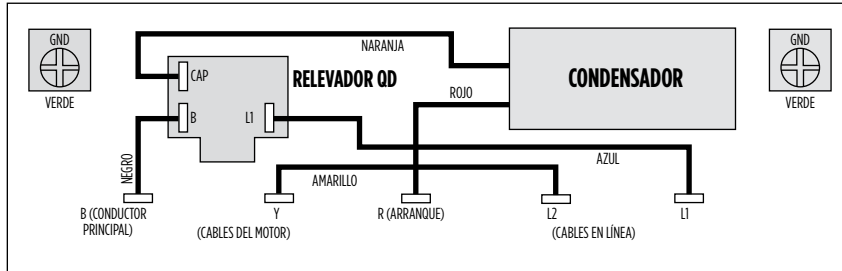 GND
VERDE
NARANJA
CAP
RELEVADOR QD
B
L1
ROJO
CONDENSADOR
GND
VERDE
NEGRO
AMARILLO
AZUL
B (CONDUCTOR
PRINCIPAL)
Y
(CABLES DEL MOTOR)
R (ARRANQUE)
L2
(CABLES EN LÍNEA)
L1